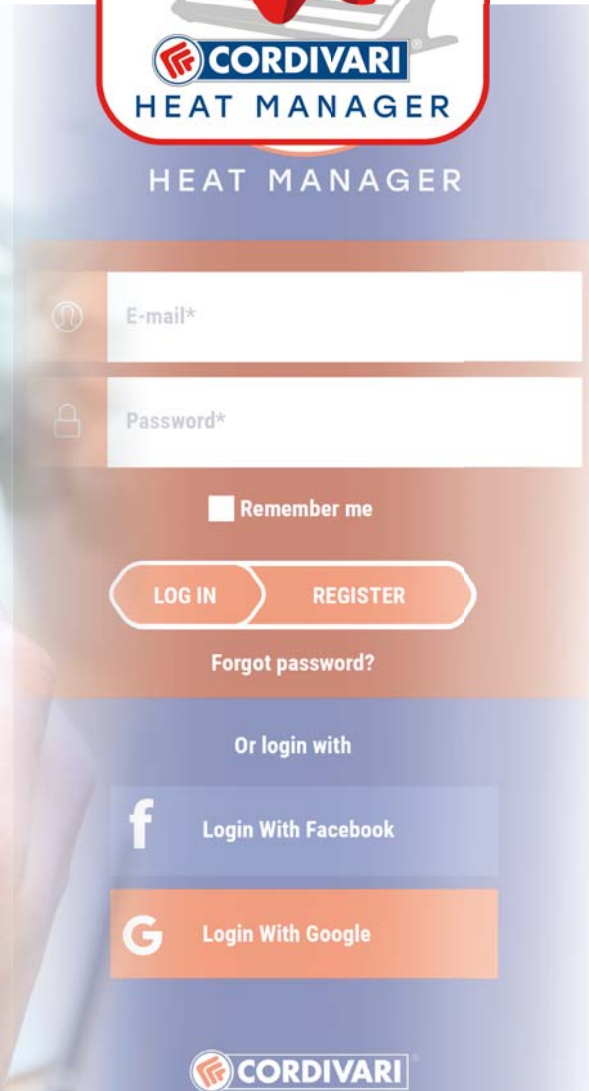 CORDIVARI®
HEAT MANAGER
HEAT MANAGER
E-mail*
Password*
Remember me
LOG IN
REGISTER
Forgot password?
Or login with
f
Login With Facebook
G
Login With Google
CORDIVARI